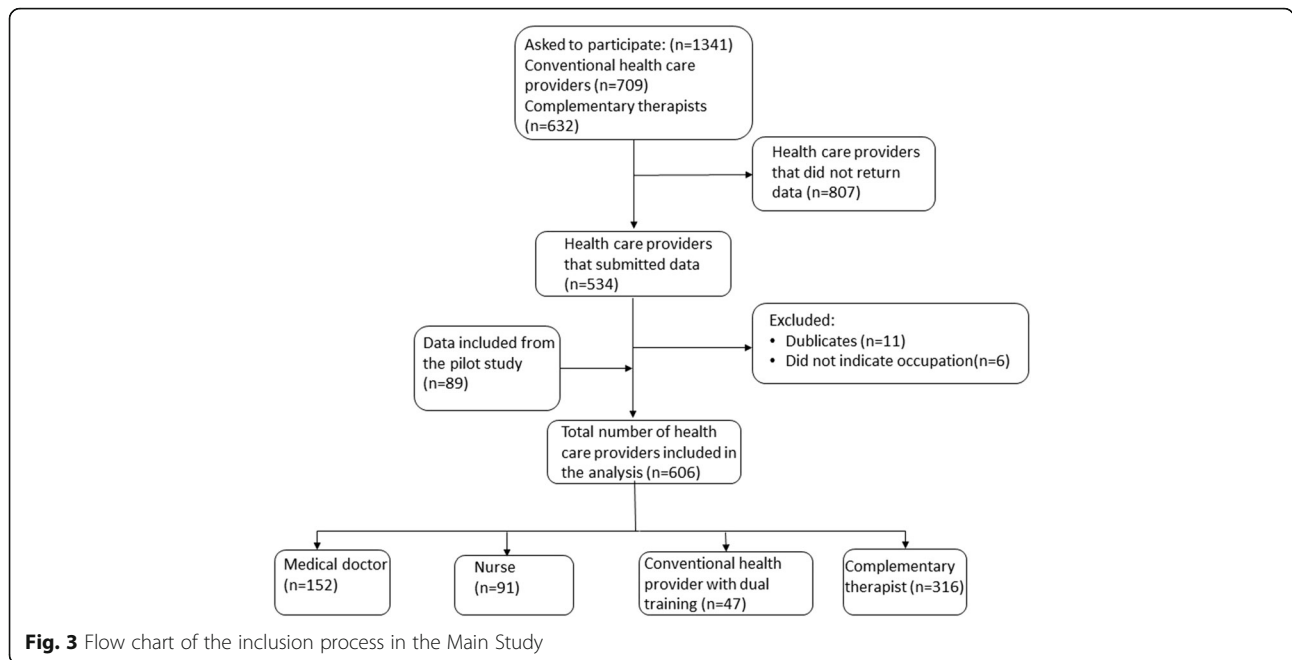 Asked to participate: (n=1341)
Conventional health care
providers (n=709)
Complementary therapists
(n=632)
Health care providers
that did not return
data (n=807)
Health care providers
that submitted data
(n=534)
Data included from
the pilot study
(n=89)
Excluded:
• Dublicates (n=11)
• Did not indicate occupation(n=6)
Total number of health
care providers included in
the analysis (n=606)
Medical doctor
(n=152)
Nurse
(n=91)
Conventional health
provider with dual
training (n=47)
Complementary
therapist (n=316)
Fig. 3 Flow chart of the inclusion process in the Main Study